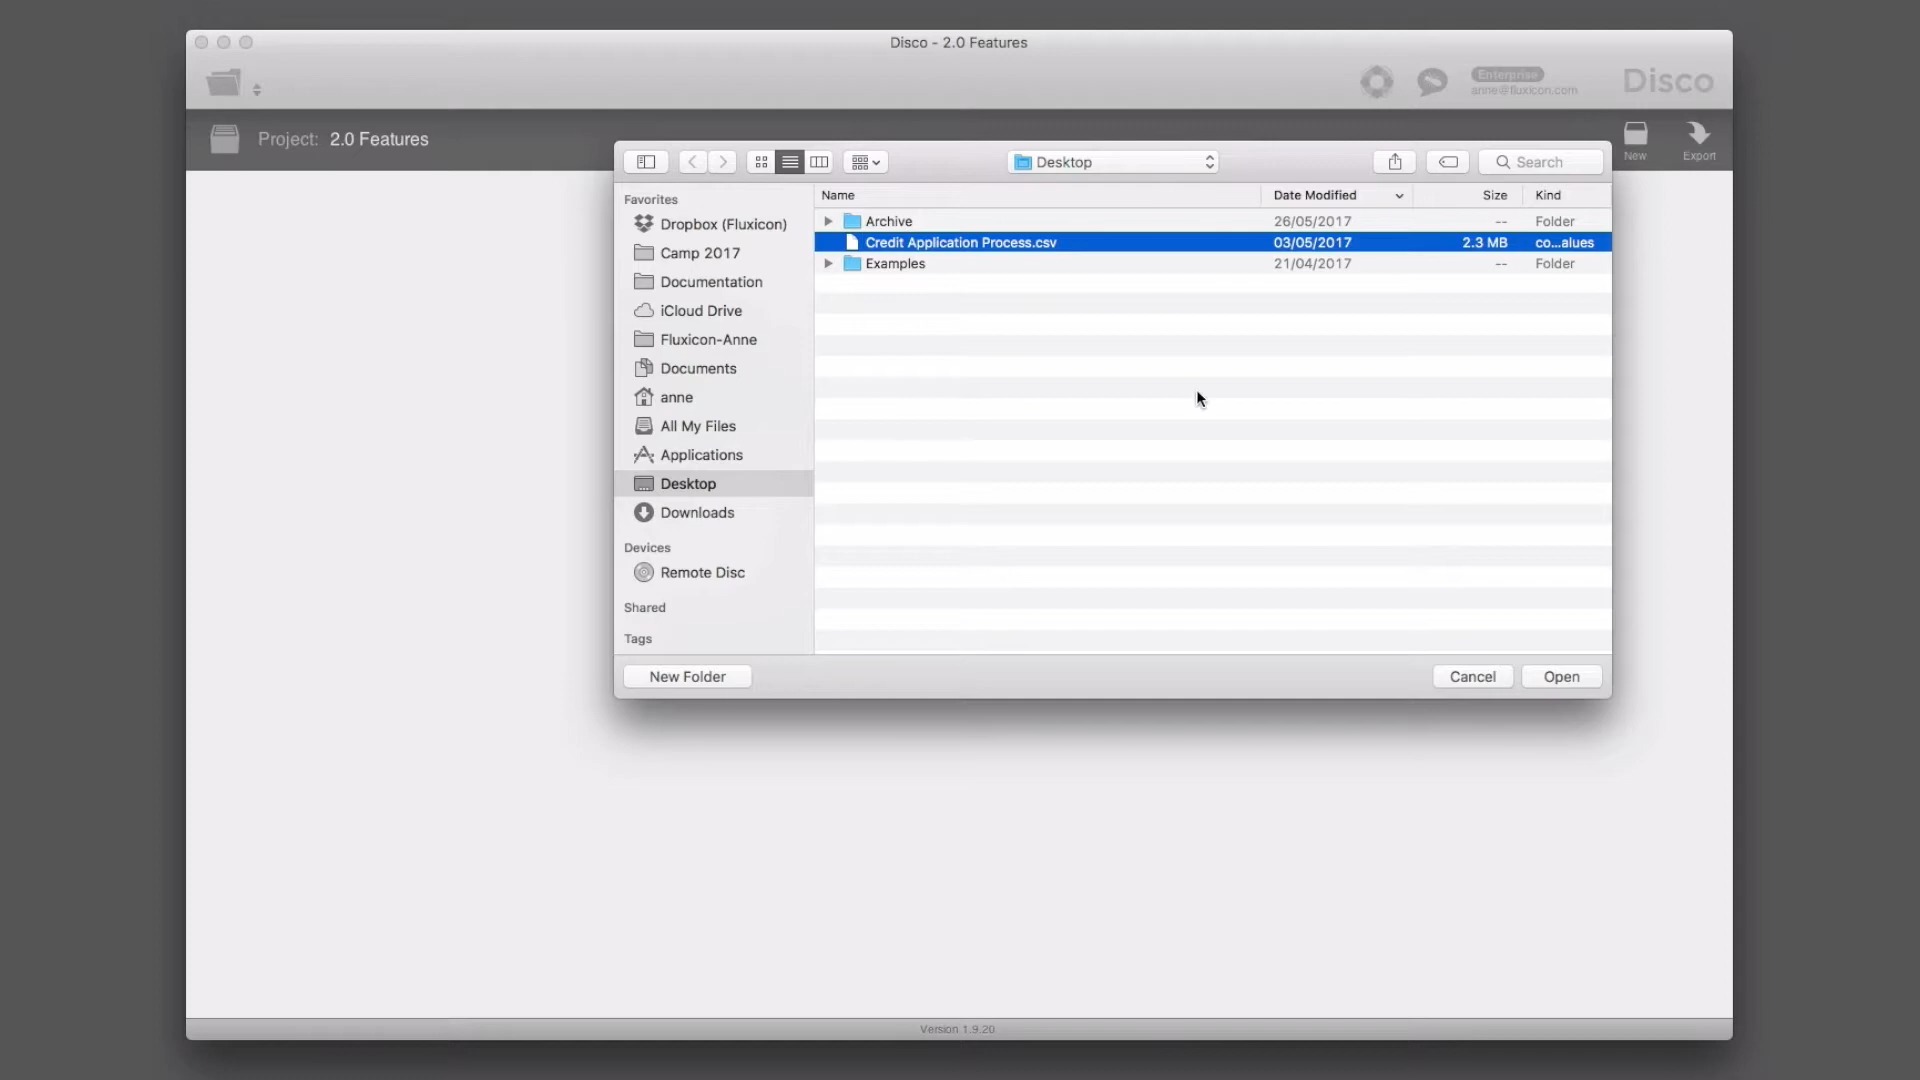 Disco - 2.0 Features
Enterprise
anne@fluxicon.com
Disco
Project: 2.0 Features
New
Export
Desktop
Search
Favorites
Dropbox (Fluxicon)
Camp 2017
Documentation
iCloud Drive
Fluxicon-Anne
Documents
anne
All My Files
Applications
Desktop
Downloads
Devices
Remote Disc
Shared
Tags
Name Date Modified Size Kind
Archive 26/05/2017 -- Folder
Credit Application Process.csv 03/05/2017 2.3 MB co...alues
Examples 21/04/2017 -- Folder
New Folder
Cancel
Open
Version 1.9.20